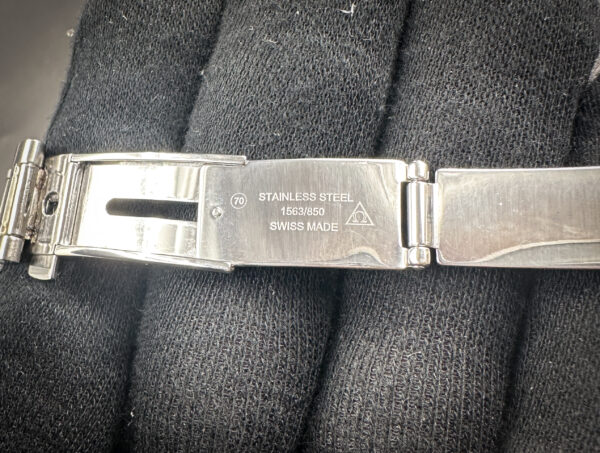 70
STAINLESS STEEL
1563/850
SWISS MADE
Ω